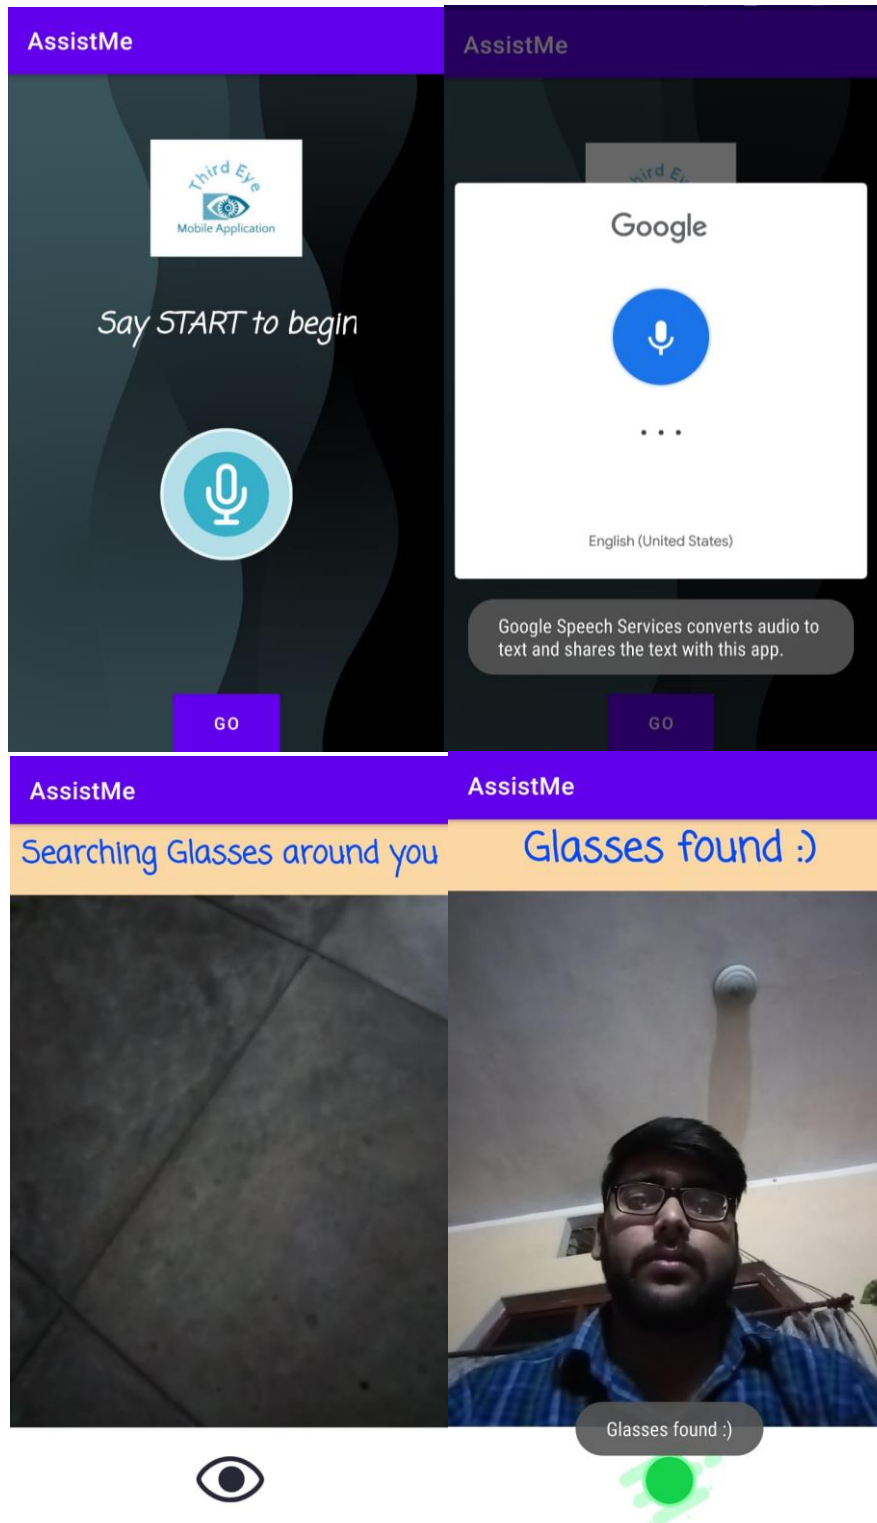 AssistMe
Third Eye
Mobile Application
Say START to begin
GO
AssistMe
hird Ey
Google
...
English (United States)
Google Speech Services converts audio to
text and shares the text with this app.
GO
AssistMe
Searching Glasses around you
AssistMe
Glasses found :)
Glasses found :)